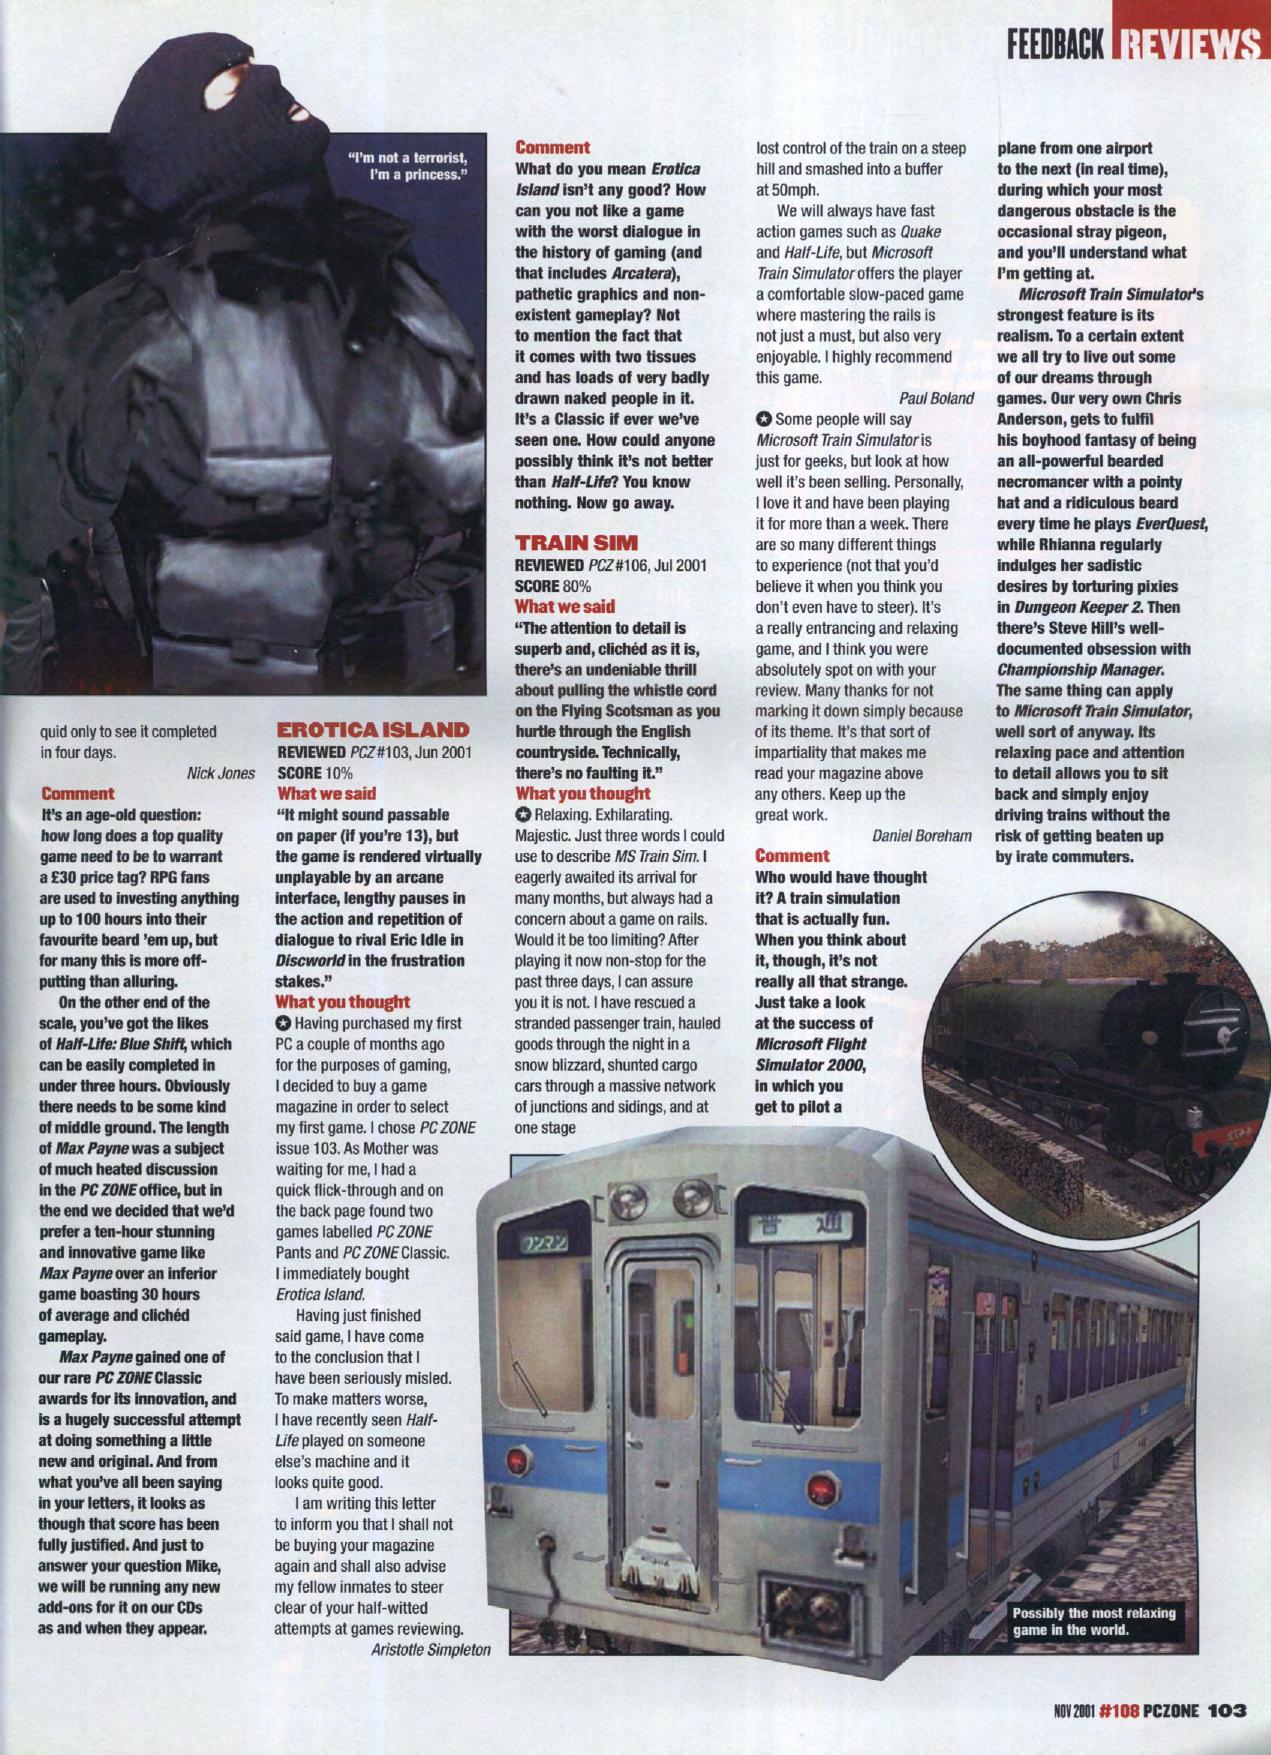 FEEDBACK REVIEWS
"I'm not a terrorist,
I'm a princess."
quid only to see it completed
in four days.
Nick Jones
Comment
It's an age-old question:
how long does a top quality
game need to be to warrant
a £30 price tag? RPG fans
are used to investing anything
up to 100 hours into their
favourite beard 'em up, but
for many this is more off-
putting than alluring.
On the other end of the
scale, you've got the likes
of Half-Life: Blue Shift, which
can be easily completed in
under three hours. Obviously
there needs to be some kind
of middle ground. The length
of Max Payne was a subject
of much heated discussion
in the PC ZONE office, but in
the end we decided that we'd
prefer a ten-hour stunning
and innovative game like
Max Payne over an inferior
game boasting 30 hours
of average and clichéd
gameplay.
Max Payne gained one of
our rare PC ZONE Classic
awards for its innovation, and
is a hugely successful attempt
at doing something a little
new and original. And from
what you've all been saying
in your letters, it looks as
though that score has been
fully justified. And just to
answer your question Mike,
we will be running any new
add-ons for it on our CDs
as and when they appear.
EROTICA ISLAND
REVIEWED PCZ #103, Jun 2001
SCORE 10%
What we said
"It might sound passable
on paper (if you're 13), but
the game is rendered virtually
unplayable by an arcane
interface, lengthy pauses in
the action and repetition of
dialogue to rival Eric Idle in
Discworld in the frustration
stakes."
What you thought
Having purchased my first
PC a couple of months ago
for the purposes of gaming,
I decided to buy a game
magazine in order to select
my first game. I chose PC ZONE
issue 103. As Mother was
waiting for me, I had a
quick flick-through and on
the back page found two
games labelled PC ZONE
Pants and PC ZONE Classic.
I immediately bought
Erotica Island.
Having just finished
said game, I have come
to the conclusion that I
have been seriously misled.
To make matters worse,
I have recently seen Half-
Life played on someone
else's machine and it
looks quite good.
I am writing this letter
to inform you that I shall not
be buying your magazine
again and shall also advise
my fellow inmates to steer
clear of your half-witted
attempts at games reviewing.
Aristotle Simpleton
Comment
What do you mean Erotica
Island isn't any good? How
can you not like a game
with the worst dialogue in
the history of gaming (and
that includes Arcatera),
pathetic graphics and non-
existent gameplay? Not
to mention the fact that
it comes with two tissues
and has loads of very badly
drawn naked people in it.
It's a Classic if ever we've
seen one. How could anyone
possibly think it's not better
than Half-Life? You know
nothing. Now go away.
TRAIN SIM
REVIEWED PCZ #106, Jul 2001
SCORE 80%
What we said
"The attention to detail is
superb and, clichéd as it is,
there's an undeniable thrill
about pulling the whistle cord
on the Flying Scotsman as you
hurtle through the English
countryside. Technically,
there's no faulting it."
What you thought
Relaxing. Exhilarating.
Majestic. Just three words I could
use to describe MS Train Sim. I
eagerly awaited its arrival for
many months, but always had a
concern about a game on rails.
Would it be too limiting? After
playing it now non-stop for the
past three days, I can assure
you it is not. I have rescued a
stranded passenger train, hauled
goods through the night in a
snow blizzard, shunted cargo
cars through a massive network
of junctions and sidings, and at
one stage
lost control of the train on a steep
hill and smashed into a buffer
at 50mph.
We will always have fast
action games such as Quake
and Half-Life, but Microsoft
Train Simulator offers the player
a comfortable slow-paced game
where mastering the rails is
not just a must, but also very
enjoyable. I highly recommend
this game.
Paul Boland
Some people will say
Microsoft Train Simulator is
just for geeks, but look at how
well it's been selling. Personally,
I love it and have been playing
it for more than a week. There
are so many different things
to experience (not that you'd
believe it when you think you
don't even have to steer). It's
a really entrancing and relaxing
game, and I think you were
absolutely spot on with your
review. Many thanks for not
marking it down simply because
of its theme. It's that sort of
impartiality that makes me
read your magazine above
any others. Keep up the
great work.
Daniel Boreham
Comment
Who would have thought
it? A train simulation
that is actually fun.
When you think about
it, though, it's not
really all that strange.
Just take a look
at the success of
Microsoft Flight
Simulator 2000,
in which you
get to pilot a
plane from one airport
to the next (in real time),
during which your most
dangerous obstacle is the
occasional stray pigeon,
and you'll understand what
I'm getting at.
Microsoft Train Simulator's
strongest feature is its
realism. To a certain extent
we all try to live out some
of our dreams through
games. Our very own Chris
Anderson, gets to fulfil
his boyhood fantasy of being
an all-powerful bearded
necromancer with a pointy
hat and a ridiculous beard
every time he plays EverQuest,
while Rhianna regularly
indulges her sadistic
desires by torturing pixies
in Dungeon Keeper 2. Then
there's Steve Hill's well-
documented obsession with
Championship Manager.
The same thing can apply
to Microsoft Train Simulator,
well sort of anyway. Its
relaxing pace and attention
to detail allows you to sit
back and simply enjoy
driving trains without the
risk of getting beaten up
by irate commuters.
普通
Possibly the most relaxing
game in the world.
NOV 2001 #108 PCZONE 103